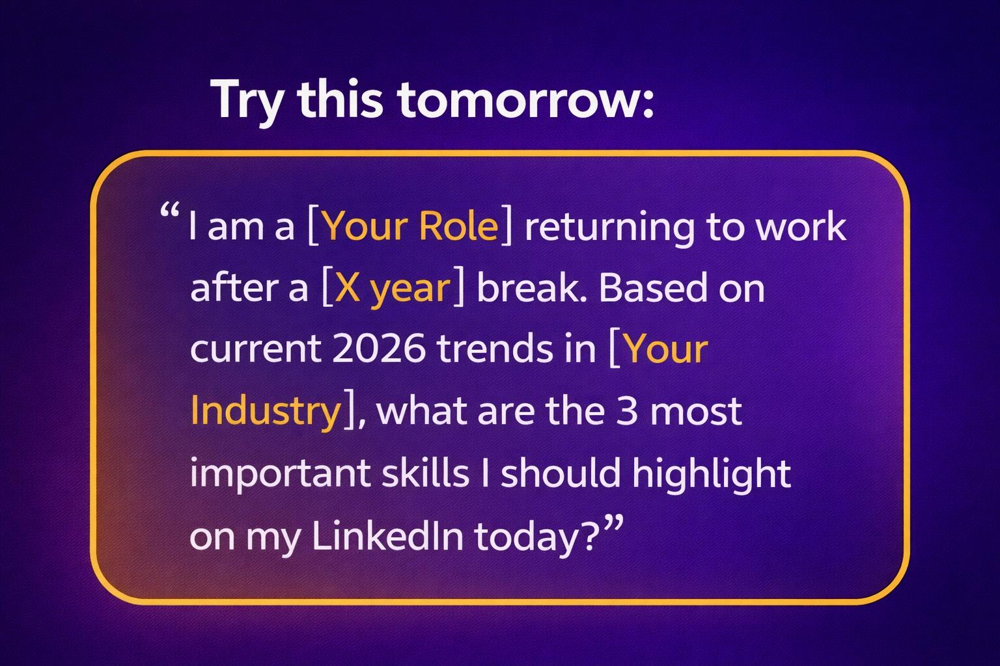 Try this tomorrow:
“I am a [Your Role] returning to work
after a [X year] break. Based on
current 2026 trends in [Your
Industry], what are the 3 most
important skills I should highlight
on my LinkedIn today?”